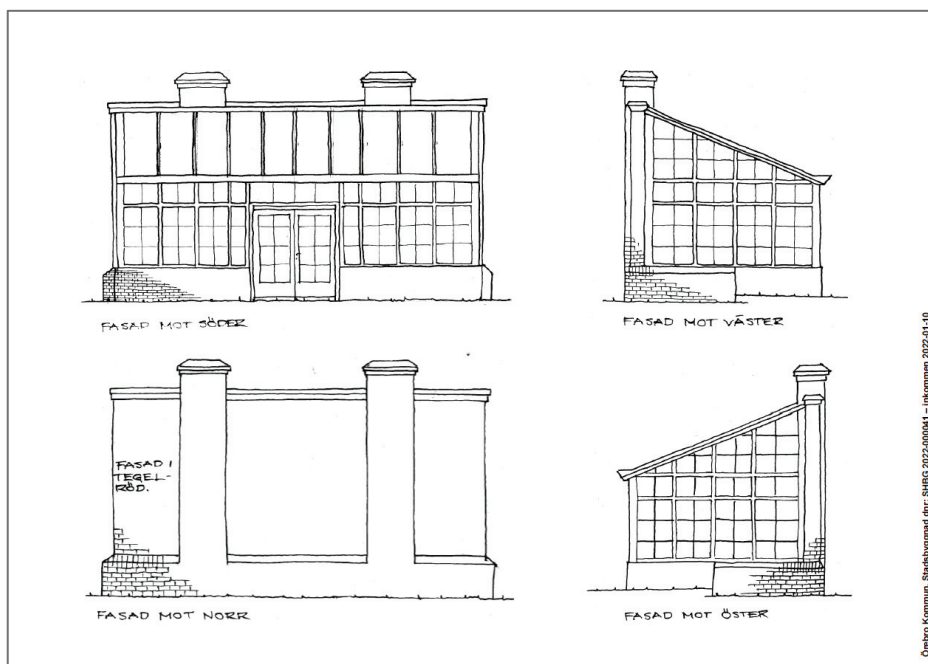 FASAD MOT SÖDER
FASAD MOT VÄSTER
FASAD I
TEGEL-
RÖD.
FASAD MOT NORR
FASAD MOT ÖSTER
Örebro Kommun, Stadsbyggnad dnr: SHBG 2022-000041 – inkommen 2022-01-10